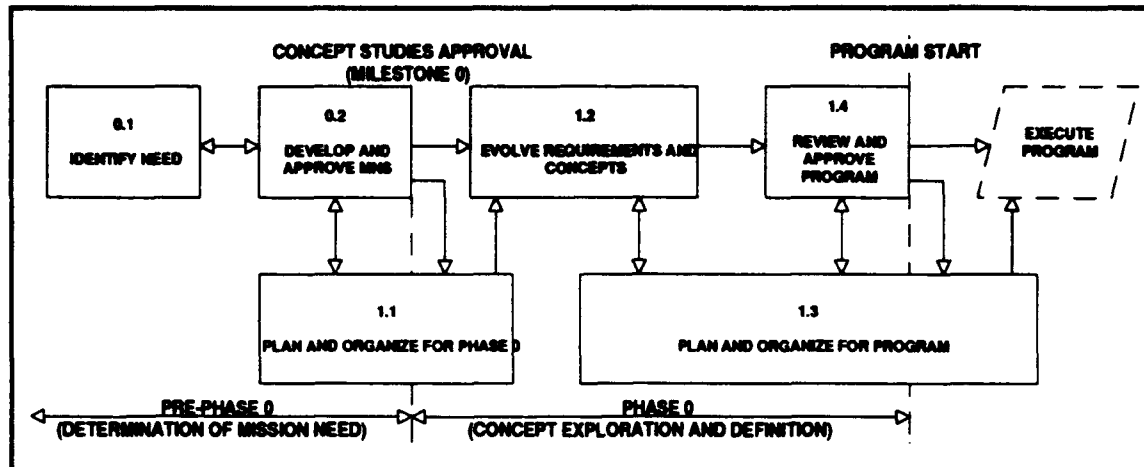 CONCEPT STUDIES APPROVAL
(MILESTONE 0)
PROGRAM START
0.1
IDENTIFY NEED
0.2
DEVELOP AND
APPROVE MNS
1.2
EVOLVE REQUIREMENTS AND
CONCEPTS
1.4
REVIEW AND
APPROVE
PROGRAM
EXECUTE
PROGRAM
1.1
PLAN AND ORGANIZE FOR PHASE 0
1.3
PLAN AND ORGANIZE FOR PROGRAM
PRE-PHASE 0
(DETERMINATION OF MISSION NEED)
PHASE 0
(CONCEPT EXPLORATION AND DEFINITION)